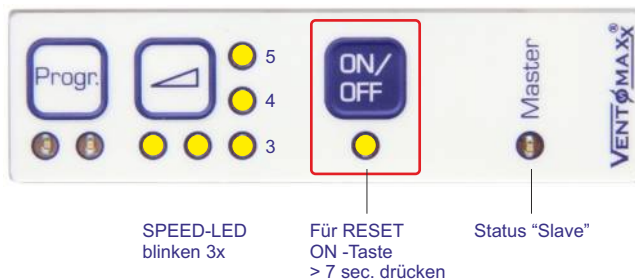 Progr.
5
4
3
ON/
OFF
Master
VENTØMAXX®
SPEED-LED
blinken 3x
Für RESET
ON -Taste
> 7 sec. drücken
Status “Slave”